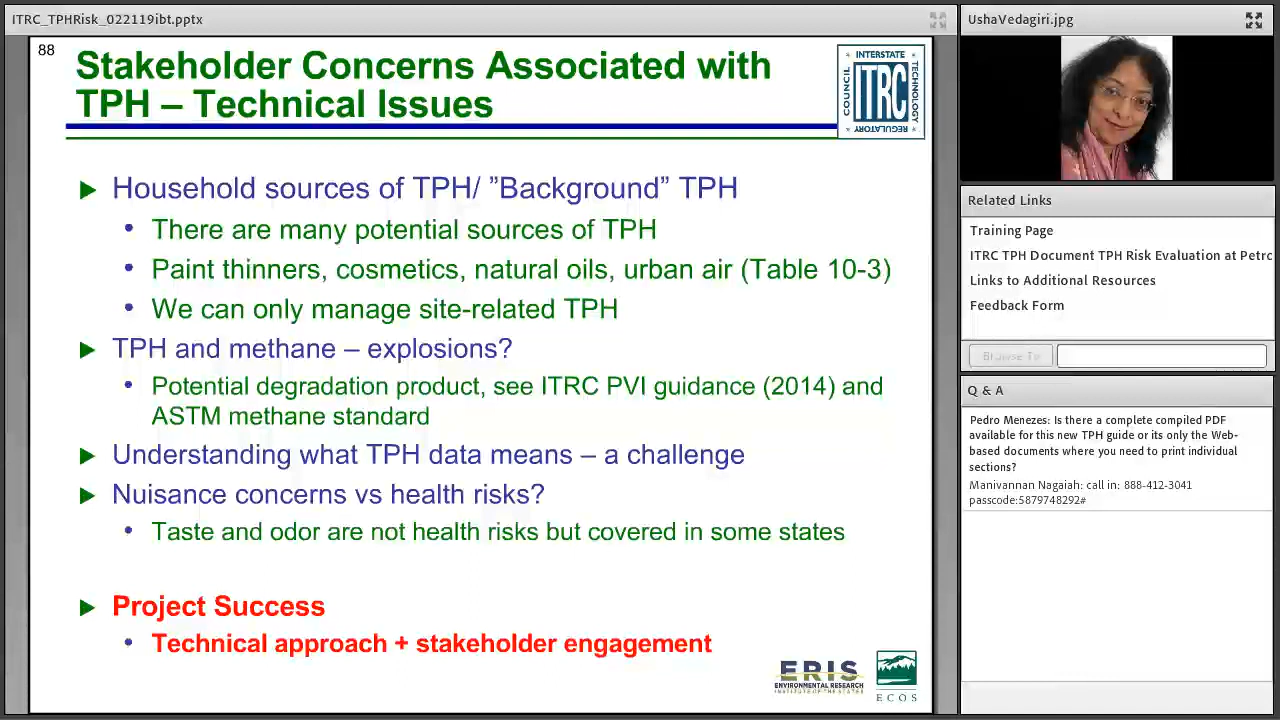 ITRC_TPHRisk_022119ibt.pptx
88
Stakeholder Concerns Associated with
TPH – Technical Issues
INTERSTATE
COUNCIL
ITRC
TECHNOLOGY
REGULATORY
Household sources of TPH/ ”Background” TPH
There are many potential sources of TPH
Paint thinners, cosmetics, natural oils, urban air (Table 10-3)
We can only manage site-related TPH
TPH and methane – explosions?
Potential degradation product, see ITRC PVI guidance (2014) and
ASTM methane standard
Understanding what TPH data means – a challenge
Nuisance concerns vs health risks?
Taste and odor are not health risks but covered in some states
Project Success
Technical approach + stakeholder engagement
ERIS
ENVIRONMENTAL RESEARCH
INSTITUTE OF THE STATES
ECOS
UshaVedagiri.jpg
Related Links
Training Page
ITRC TPH Document TPH Risk Evaluation at Petrc
Links to Additional Resources
Feedback Form
Browse To
Q & A
Pedro Menezes: Is there a complete compiled PDF
available for this new TPH guide or its only the Web-
based documents where you need to print individual
sections?
Manivannan Nagaiah: call in: 888-412-3041
passcode:5879748292#